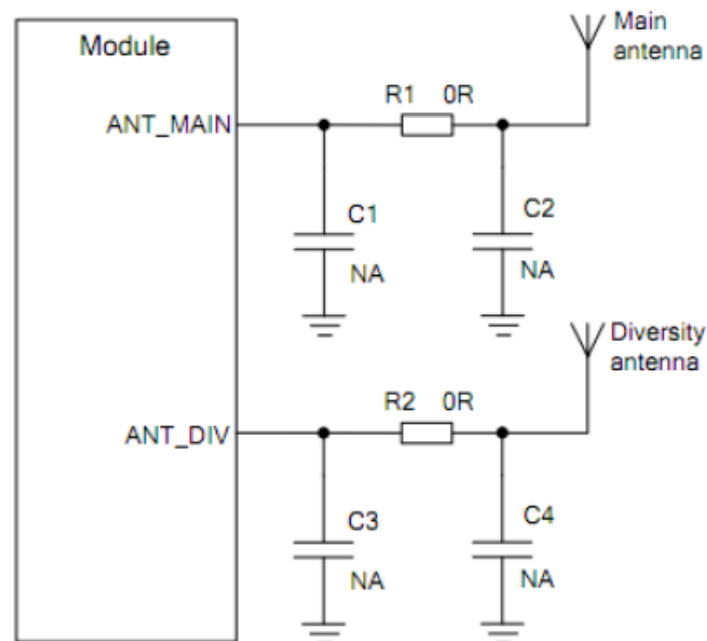 Module
Main
antenna
R1 0R
ANT_MAIN
C1
C2
NA
NA
Diversity
antenna
R2 0R
ANT_DIV
C3
C4
NA
NA